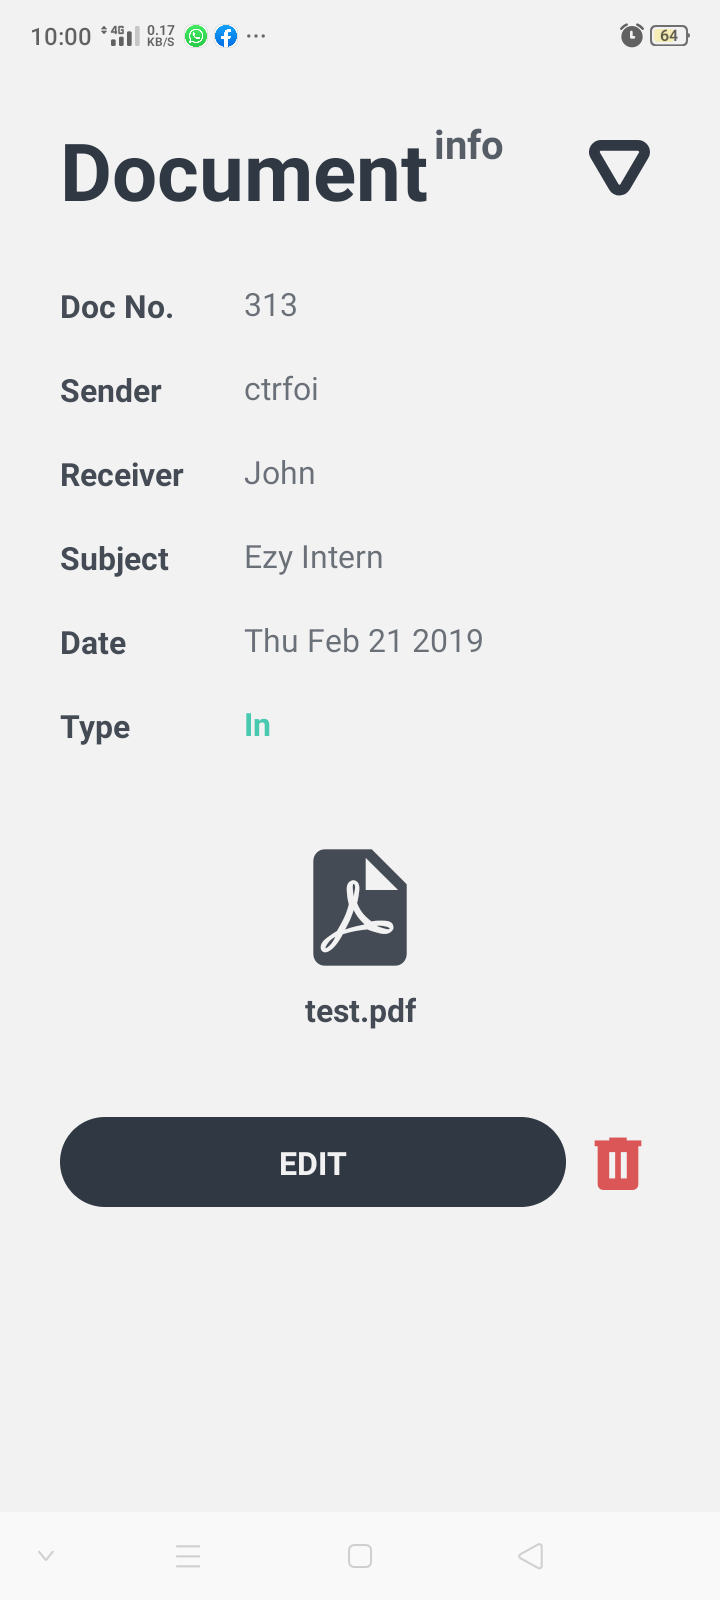 10:00 4G 0.17 KB/S ... 64
Document info
Doc No. 313
Sender ctrfoi
Receiver John
Subject Ezy Intern
Date Thu Feb 21 2019
Type In
test.pdf
EDIT